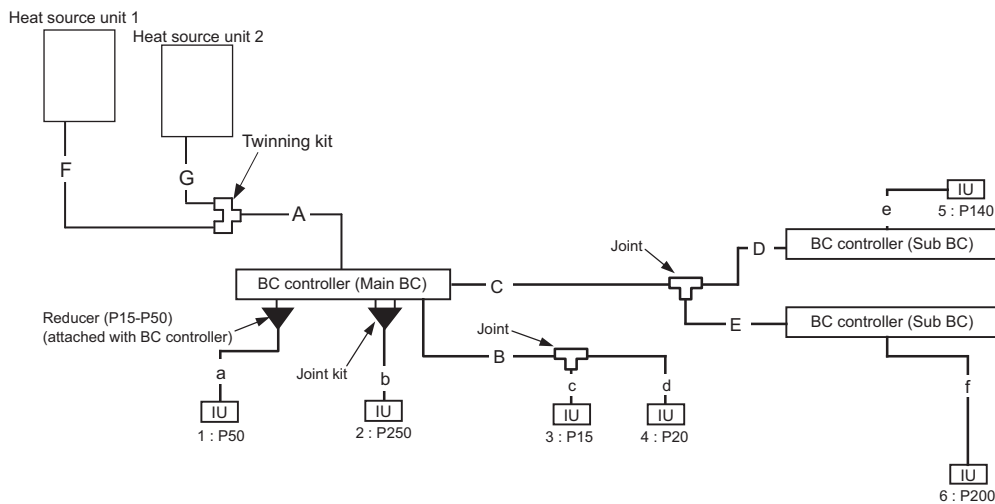 Heat source unit 1
Heat source unit 2
Twinning kit
F
G
A
IU
e
5 : P140
BC controller (Sub BC)
D
Joint
BC controller (Main BC)
C
E
BC controller (Sub BC)
Reducer (P15-P50)
(attached with BC controller)
Joint
B
Joint kit
a
b
c
d
f
IU
1 : P50
IU
2 : P250
IU
3 : P15
IU
4 : P20
IU
6 : P200